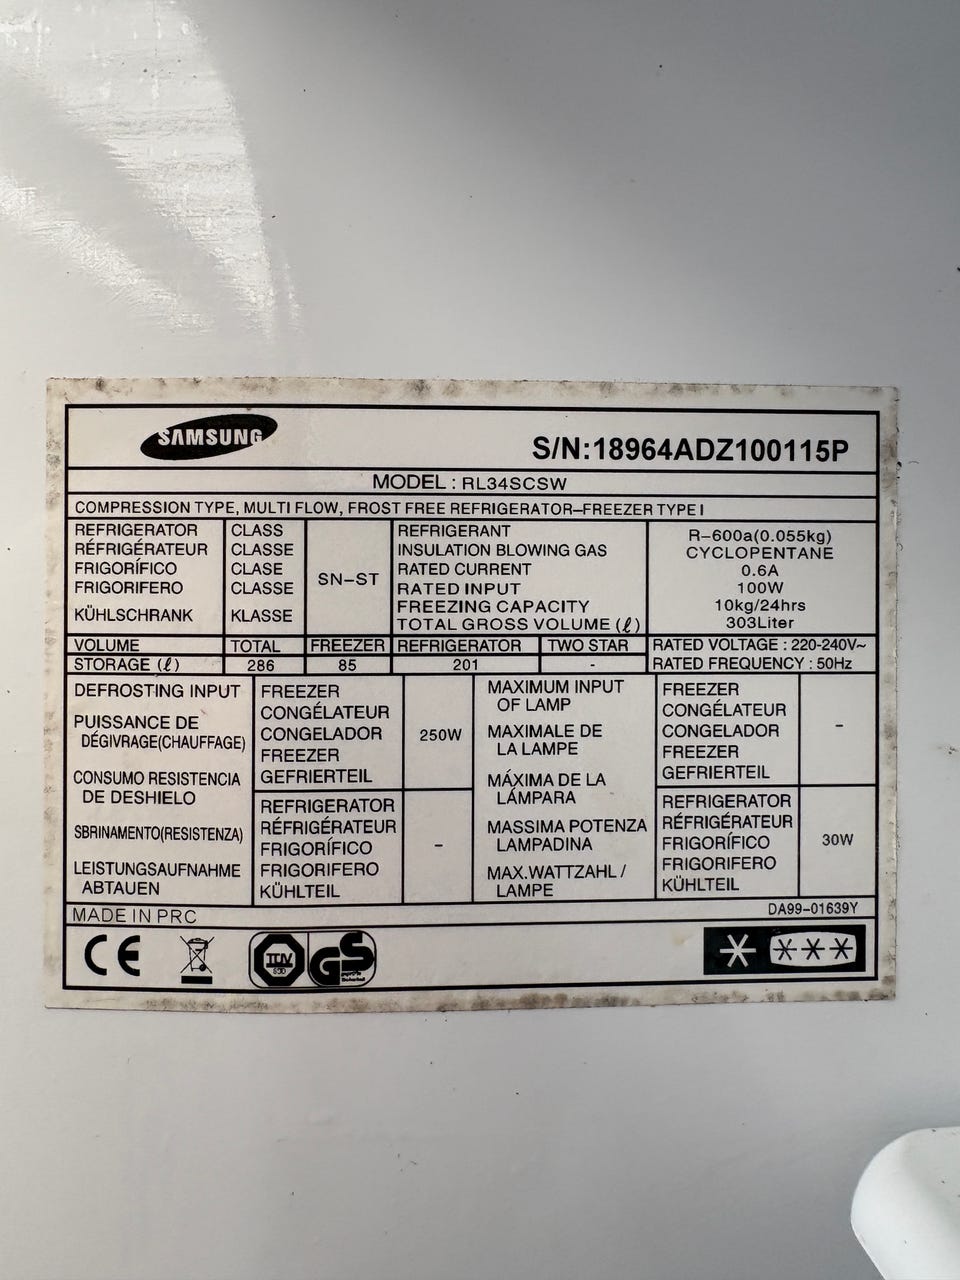 SAMSUNG
S/N:18964ADZ100115P
MODEL : RL34SCSW
COMPRESSION TYPE, MULTI FLOW, FROST FREE REFRIGERATOR–FREEZER TYPE I
REFRIGERATOR CLASS
RÉFRIGÉRATEUR CLASSE
FRIGORÍFICO CLASE
FRIGORIFERO CLASSE
KÜHLSCHRANK KLASSE
SN–ST
REFRIGERANT R–600a(0.055kg)
INSULATION BLOWING GAS CYCLOPENTANE
RATED CURRENT 0.6A
RATED INPUT 100W
FREEZING CAPACITY 10kg/24hrs
TOTAL GROSS VOLUME (ℓ) 303Liter
VOLUME TOTAL FREEZER REFRIGERATOR TWO STAR RATED VOLTAGE : 220-240V~
STORAGE (ℓ) 286 85 201 - RATED FREQUENCY : 50Hz
DEFROSTING INPUT
PUISSANCE DE
DÉGIVRAGE(CHAUFFAGE)
CONSUMO RESISTENCIA
DE DESHIELO
SBRINAMENTO(RESISTENZA)
LEISTUNGSAUFNAHME
ABTAUEN
FREEZER
CONGÉLATEUR
CONGELADOR
FREEZER
GEFRIERTEIL
250W
REFRIGERATOR
RÉFRIGÉRATEUR
FRIGORÍFICO
FRIGORIFERO
KÜHLTEIL
-
MAXIMUM INPUT
OF LAMP
MAXIMALE DE
LA LAMPE
MÁXIMA DE LA
LÁMPARA
MASSIMA POTENZA
LAMPADINA
MAX.WATTZAHL /
LAMPE
FREEZER
CONGÉLATEUR
CONGELADOR
FREEZER
GEFRIERTEIL
-
REFRIGERATOR
RÉFRIGÉRATEUR
FRIGORÍFICO
FRIGORIFERO
KÜHLTEIL
30W
MADE IN PRC
DA99–01639Y
CE
TÜV
SÜD
GS